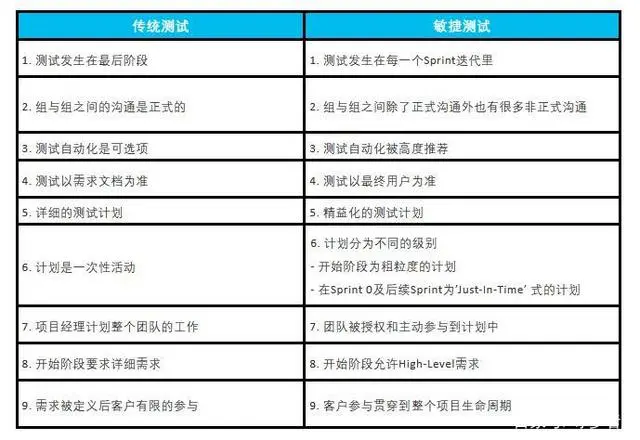 传统测试
敏捷测试
1. 测试发生在最后阶段
1. 测试发生在每一个Sprint迭代里
2. 组与组之间的沟通是正式的
2. 组与组之间除了正式沟通外也有很多非正式沟通
3. 测试自动化是可选项
3. 测试自动化被高度推荐
4. 测试以需求文档为准
4. 测试以最终用户为准
5. 详细的测试计划
5. 精益化的测试计划
6. 计划是一次性活动
6. 计划分为不同的级别
- 开始阶段为粗粒度的计划
- 在Sprint 0及后续Sprint为'Just-In-Time' 式的计划
7. 项目经理计划整个团队的工作
7. 团队被授权和主动参与到计划中
8. 开始阶段要求详细需求
8. 开始阶段允许High-Level需求
9. 需求被定义后客户有限的参与
9. 客户参与贯穿到整个项目生命周期